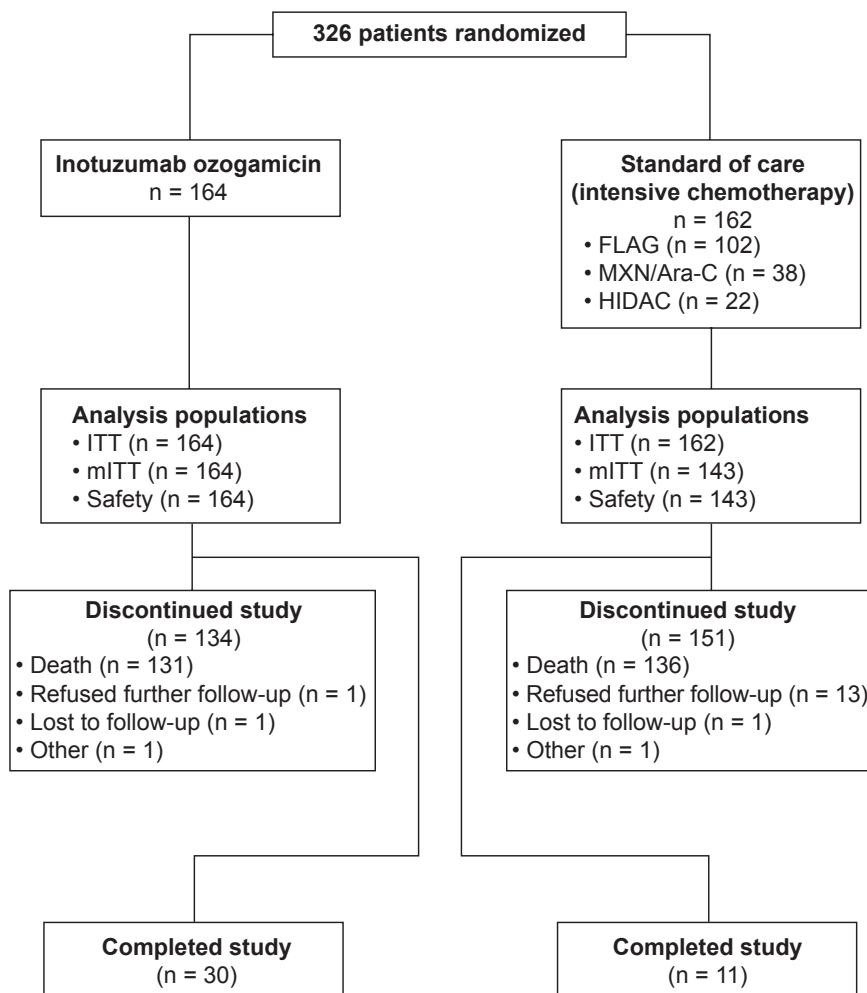 326 patients randomized
Inotuzumab ozogamicin
n = 164
Standard of care
(intensive chemotherapy)
n = 162
• FLAG (n = 102)
• MXN/Ara-C (n = 38)
• HIDAC (n = 22)
Analysis populations
• ITT (n = 164)
• mITT (n = 164)
• Safety (n = 164)
Analysis populations
• ITT (n = 162)
• mITT (n = 143)
• Safety (n = 143)
Discontinued study
(n = 134)
• Death (n = 131)
• Refused further follow-up (n = 1)
• Lost to follow-up (n = 1)
• Other (n = 1)
Discontinued study
(n = 151)
• Death (n = 136)
• Refused further follow-up (n = 13)
• Lost to follow-up (n = 1)
• Other (n = 1)
Completed study
(n = 30)
Completed study
(n = 11)